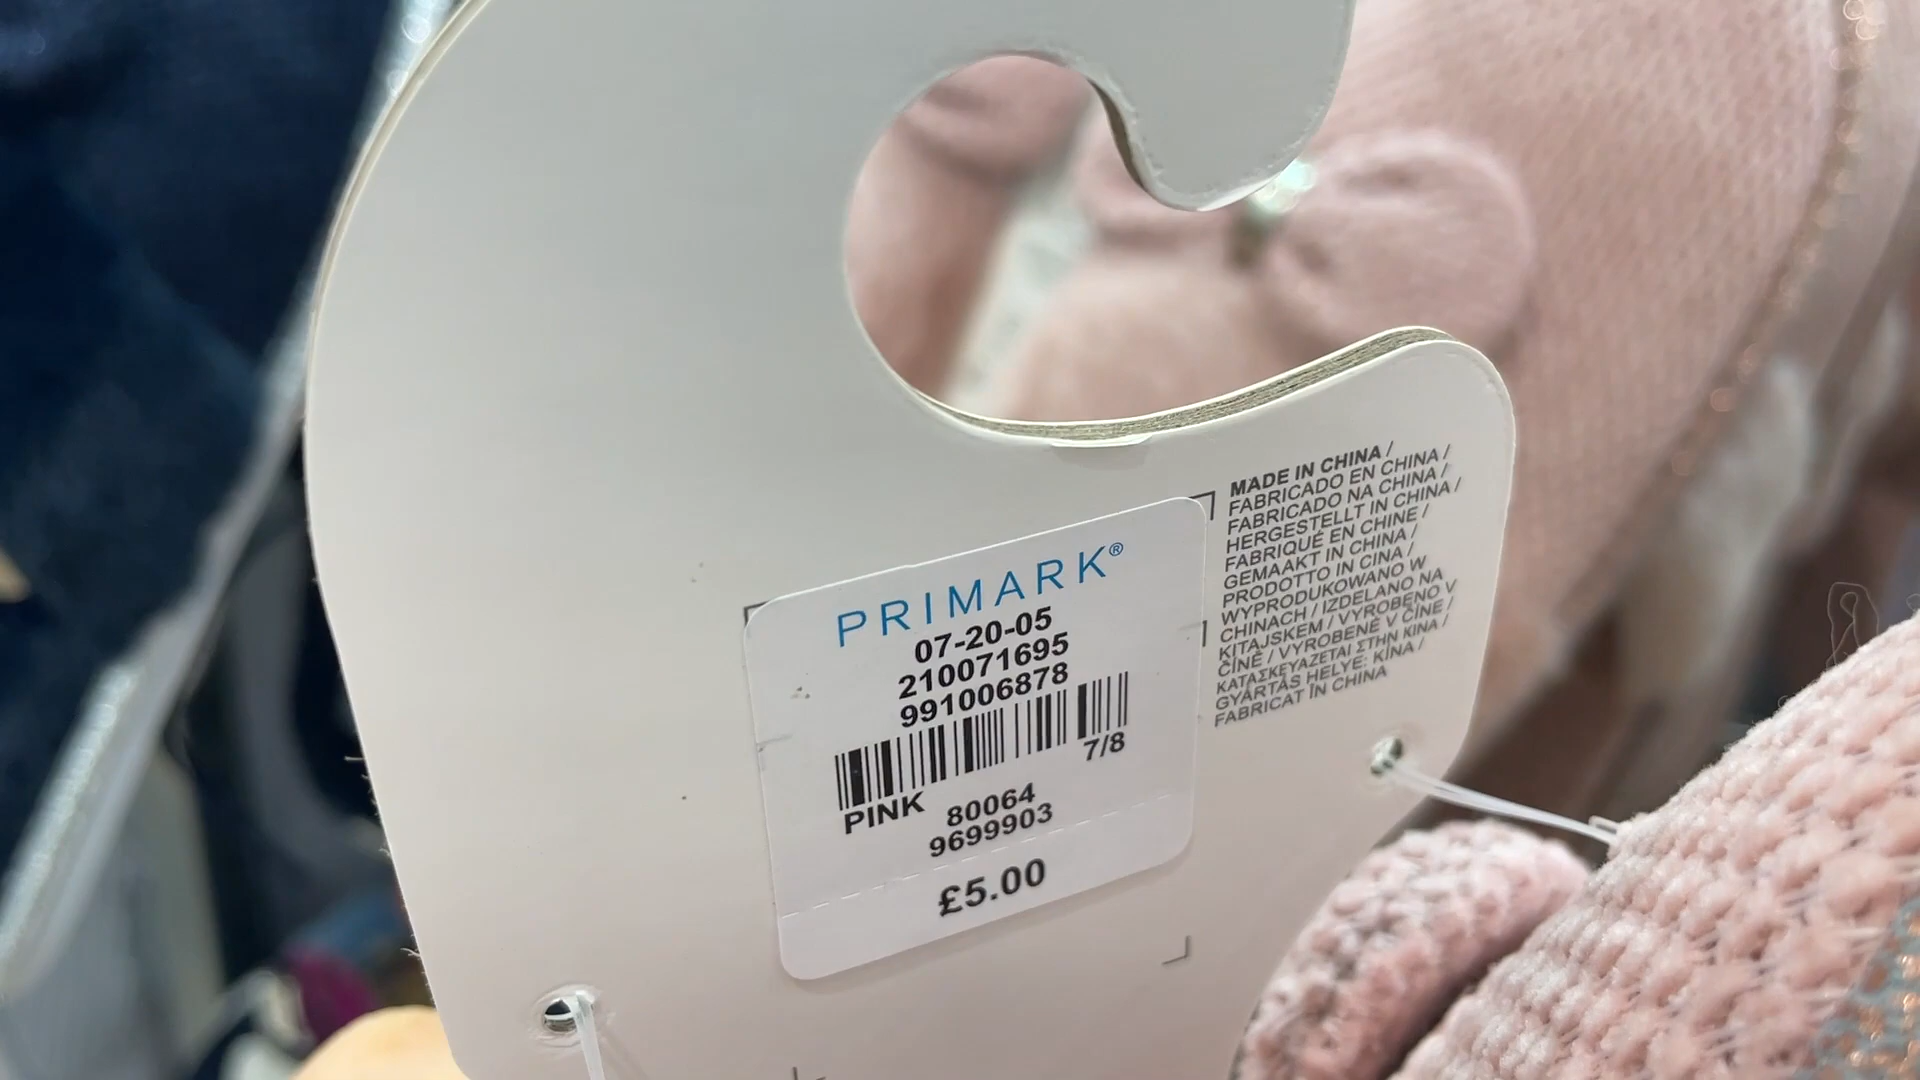 PRIMARK®
07-20-05
210071695
991006878
7/8
PINK 80064
9699903
£5.00
MADE IN CHINA /
FABRICADO EN CHINA /
FABRICADO NA CHINA /
HERGESTELLT IN CHINA /
FABRIQUÉ EN CHINE /
GEMAAKT IN CHINA /
PRODOTTO IN CINA /
WYPRODUKOWANO W
CHINACH / IZDELANO NA
KITAJSKEM / VYROBENO V
ČÍNĚ / VYROBENÉ V ČÍNE /
ΚΑΤΑΣΚΕΥΑΖΕΤΑΙ ΣΤΗΝ ΚΙΝΑ /
GYÁRTÁS HELYE: KÍNA /
FABRICAT ÎN CHINA